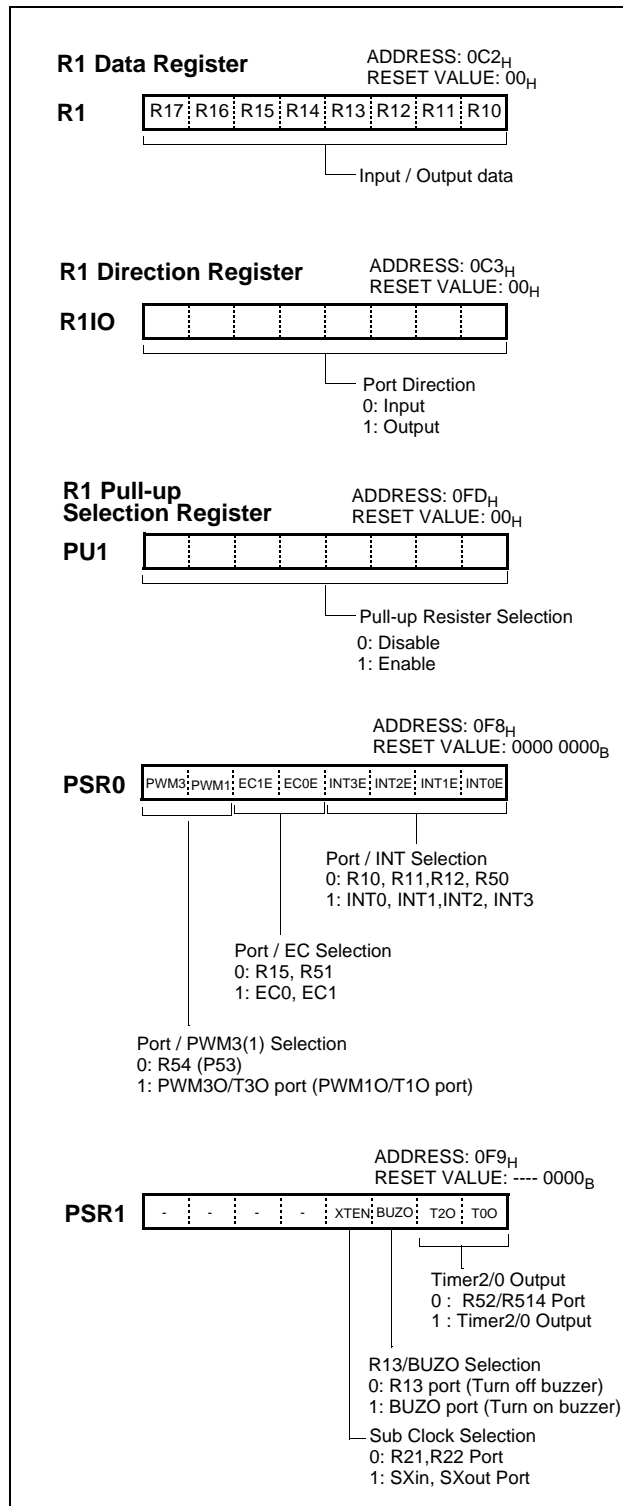 R1 Data Register
ADDRESS: 0C2H
RESET VALUE: 00H
R1
R17 R16 R15 R14 R13 R12 R11 R10
Input / Output data
R1 Direction Register
ADDRESS: 0C3H
RESET VALUE: 00H
R1IO
Port Direction
0: Input
1: Output
R1 Pull-up
Selection Register
ADDRESS: 0FDH
RESET VALUE: 00H
PU1
Pull-up Resister Selection
0: Disable
1: Enable
ADDRESS: 0F8H
RESET VALUE: 0000 0000B
PSR0
PWM3 PWM1 EC1E EC0E INT3E INT2E INT1E INT0E
Port / INT Selection
0: R10, R11,R12, R50
1: INT0, INT1,INT2, INT3
Port / EC Selection
0: R15, R51
1: EC0, EC1
Port / PWM3(1) Selection
0: R54 (P53)
1: PWM3O/T3O port (PWM1O/T1O port)
ADDRESS: 0F9H
RESET VALUE: ---- 0000B
PSR1
- - - - XTEN BUZO T2O T0O
Timer2/0 Output
0 : R52/R514 Port
1 : Timer2/0 Output
R13/BUZO Selection
0: R13 port (Turn off buzzer)
1: BUZO port (Turn on buzzer)
Sub Clock Selection
0: R21,R22 Port
1: SXin, SXout Port